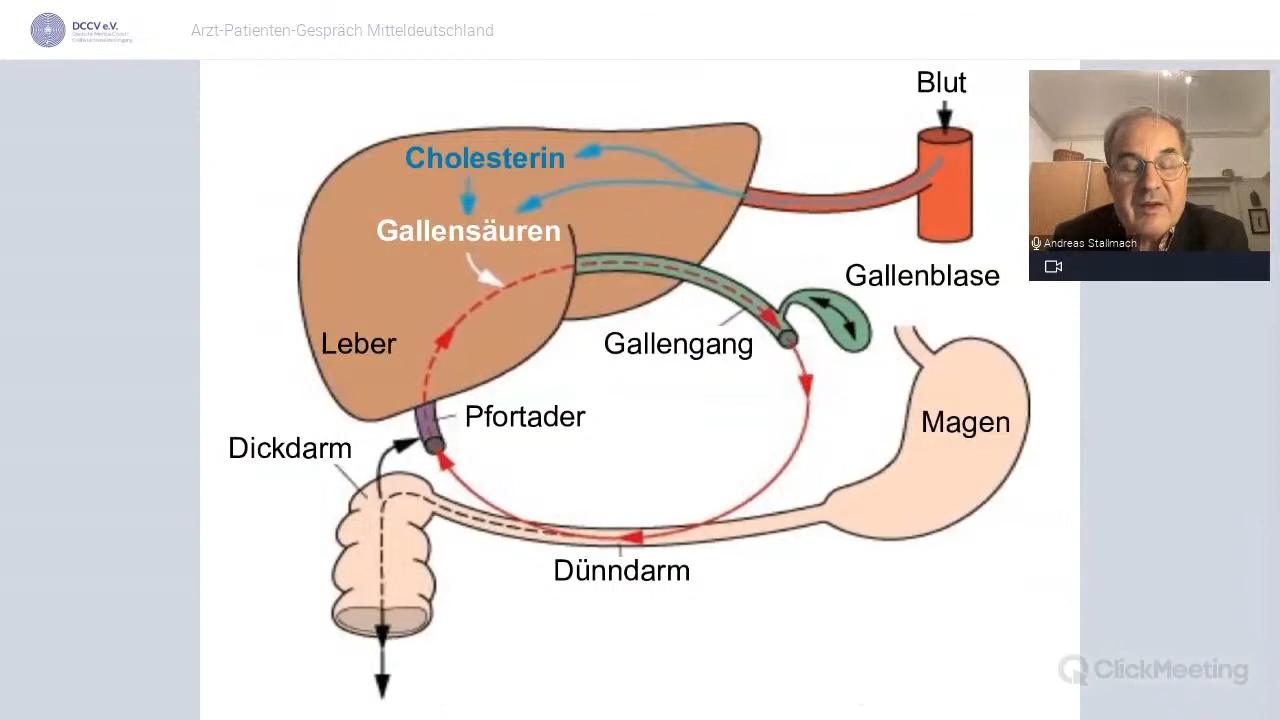 DCCV e.V.
Arzt-Patienten-Gespräch Mitteldeutschland
Blut
Cholesterin
Gallensäuren
Gallenblase
Leber
Gallengang
Pfortader
Magen
Dickdarm
Dünndarm
Andreas Stallmach
ClickMeeting